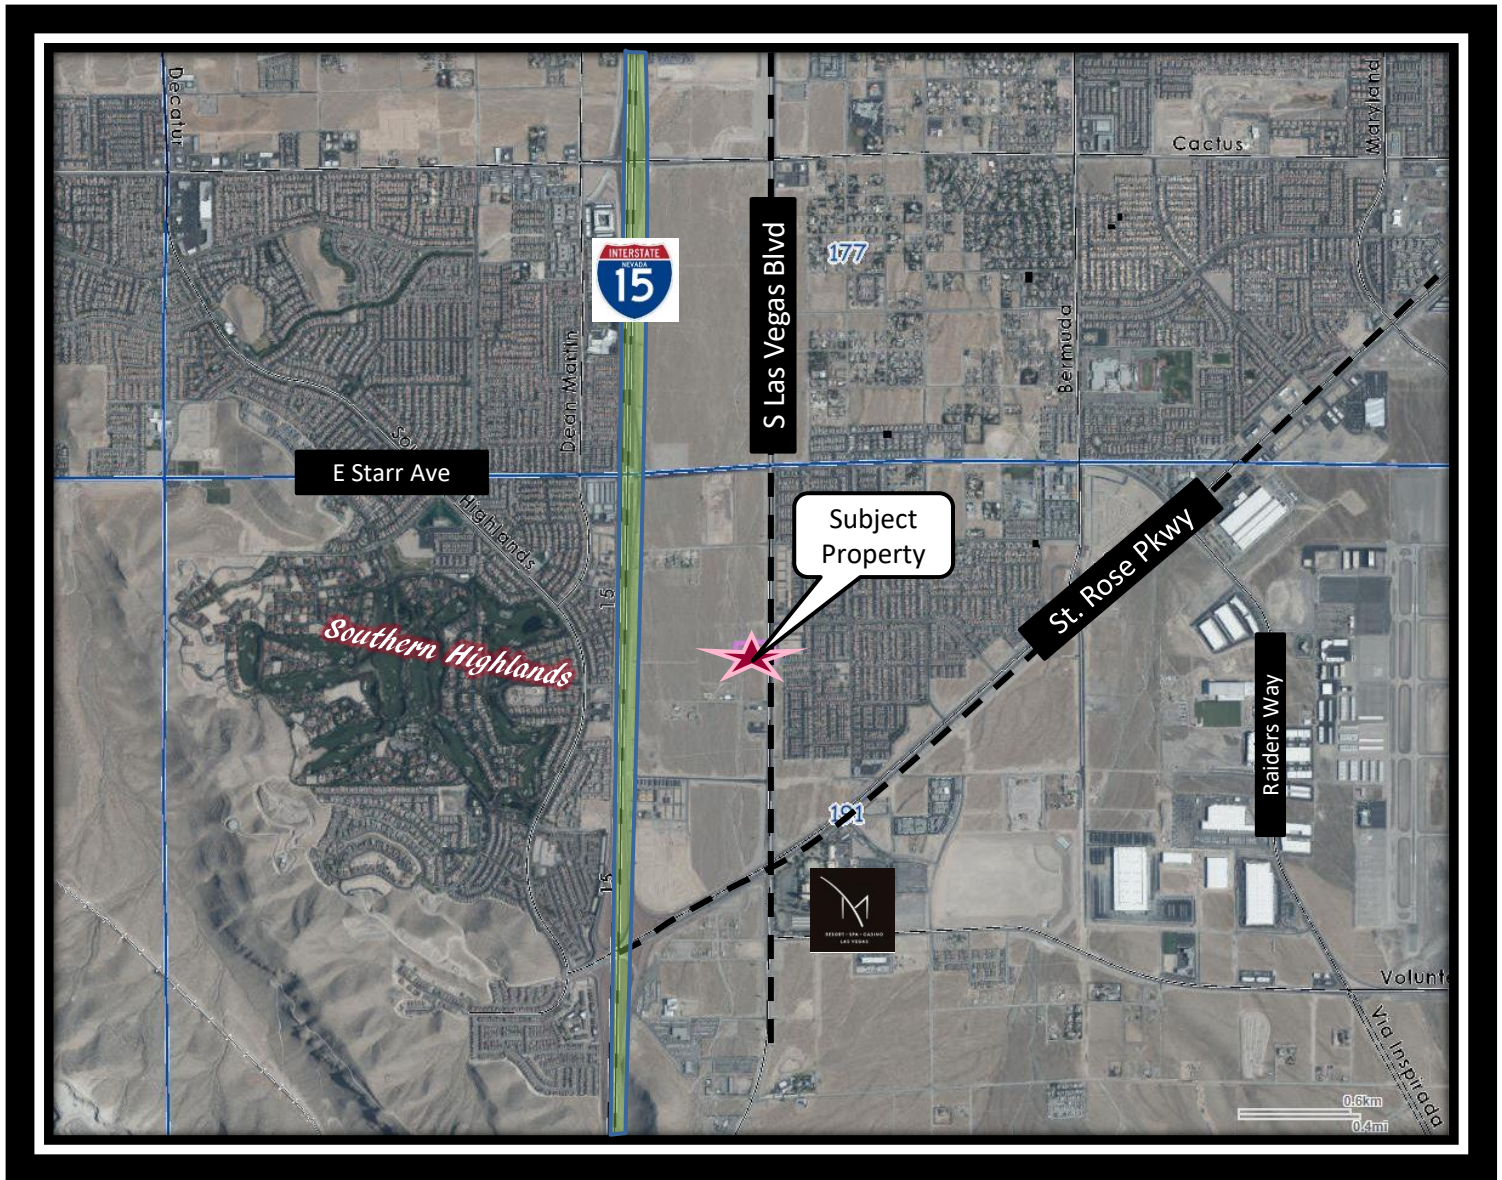 Decatur
Maryland
Cactus
S Las Vegas Blvd
177
INTERSTATE
NEVADA
15
Dean Martin
Bermuda
E Starr Ave
Highlands
Subject
Property
St. Rose Pkwy
15
Southern Highlands
Raiders Way
191
15
RESORT • SPA • CASINO
LAS VEGAS
Volunt
Via Inspirada
0.6km
0.4mi